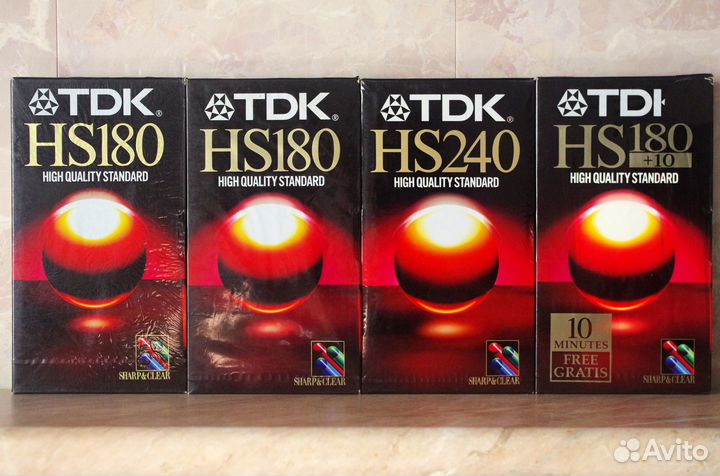 TDK®
HS180
HIGH QUALITY STANDARD
SHARP&CLEAR
TDK®
HS180
HIGH QUALITY STANDARD
SHARP&CLEAR
TDK®
HS240
HIGH QUALITY STANDARD
SHARP&CLEAR
TDK
HS180
+10
HIGH QUALITY STANDARD
10
MINUTES
FREE
GRATIS
SHARP&CLEAR
Avito